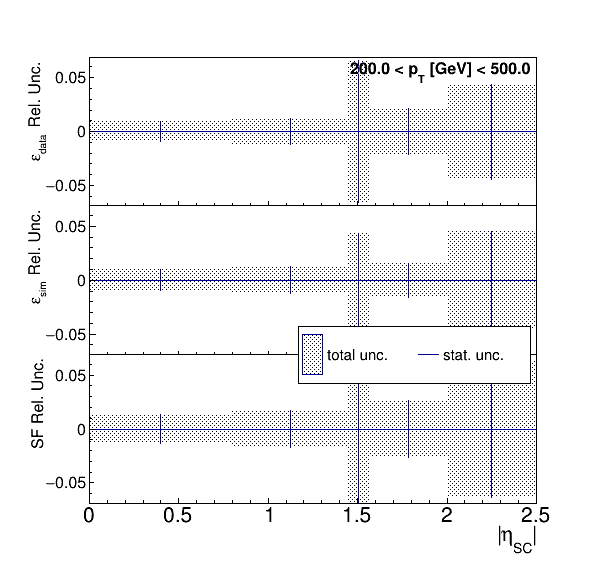 200.0 < p_T [GeV] < 500.0
ε_data Rel. Unc.
0.05
0
−0.05
ε_sim Rel. Unc.
0.05
0
−0.05
total unc. stat. unc.
SF Rel. Unc.
0.05
0
−0.05
0 0.5 1 1.5 2 2.5
|η_SC|